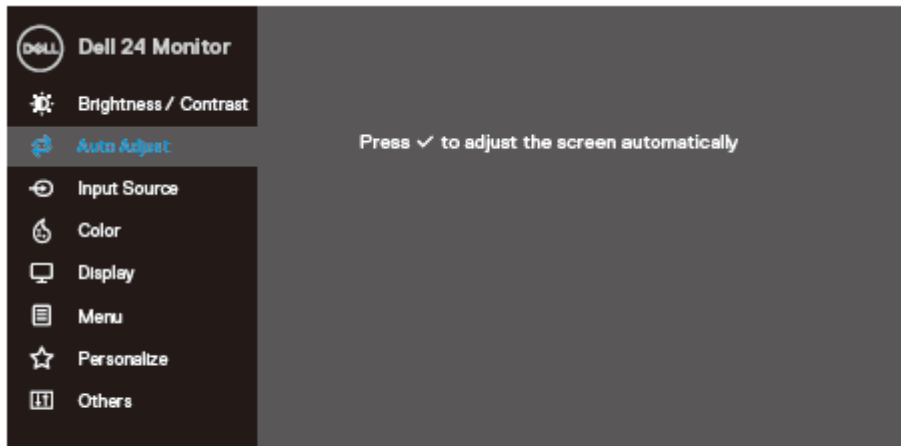 DELL Dell 24 Monitor
Brightness / Contrast
Auto Adjust
Press ✓ to adjust the screen automatically
Input Source
Color
Display
Menu
Personalize
Others